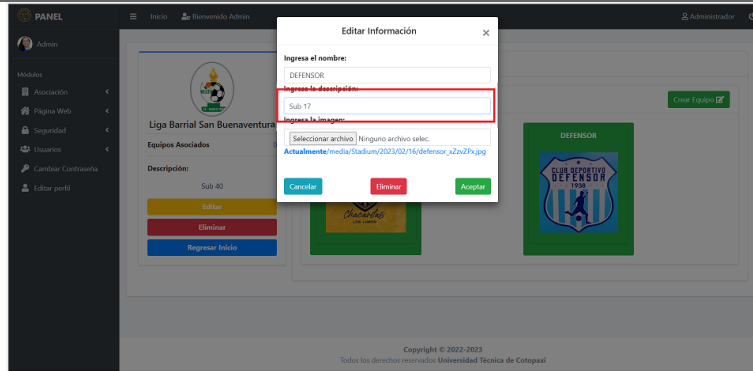 PANEL
Inicio
Bienvenido Admin
Administrador
Admin
Módulos
Asociación
Página Web
Seguridad
Usuarios
Cambiar Contraseña
Editar perfil
Liga Barrial San Buenaventura
Equipos Asociados
Descripción:
Sub 40
Editar
Eliminar
Regresar Inicio
Editar Información
×
Ingresa el nombre:
DEFENSOR
Ingresa la descripción:
Sub 17
Ingresa la imagen:
Seleccionar archivo Ninguno archivo selec.
Actualmente/media/Stadium/2023/02/16/defensor_xZzvZPx.jpg
Cancelar
Eliminar
Aceptar
Chacaritas
Crear Equipo
DEFENSOR
CLUB DEPORTIVO
DEFENSOR
1938
Copyright © 2022-2023
Todos los derechos reservados Universidad Técnica de Cotopaxi